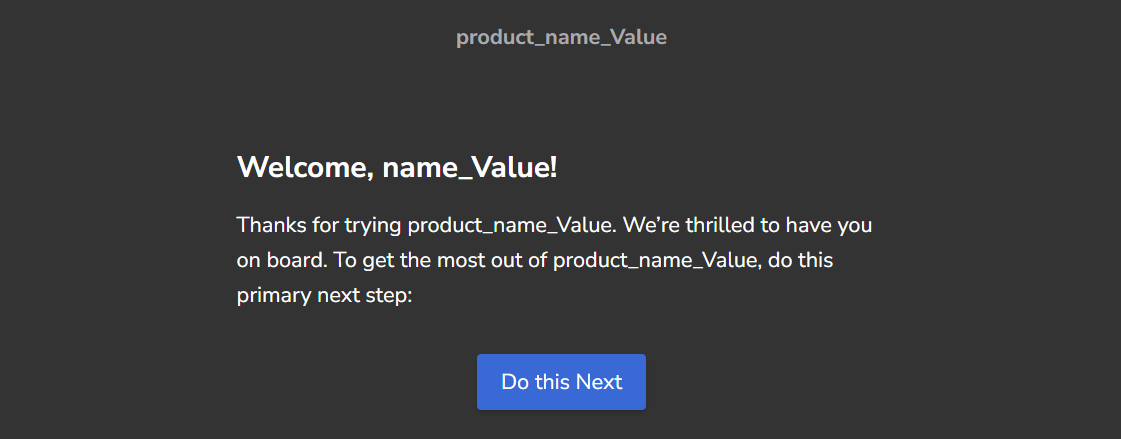 product_name_Value
Welcome, name_Value!
Thanks for trying product_name_Value. We’re thrilled to have you
on board. To get the most out of product_name_Value, do this
primary next step:
Do this Next